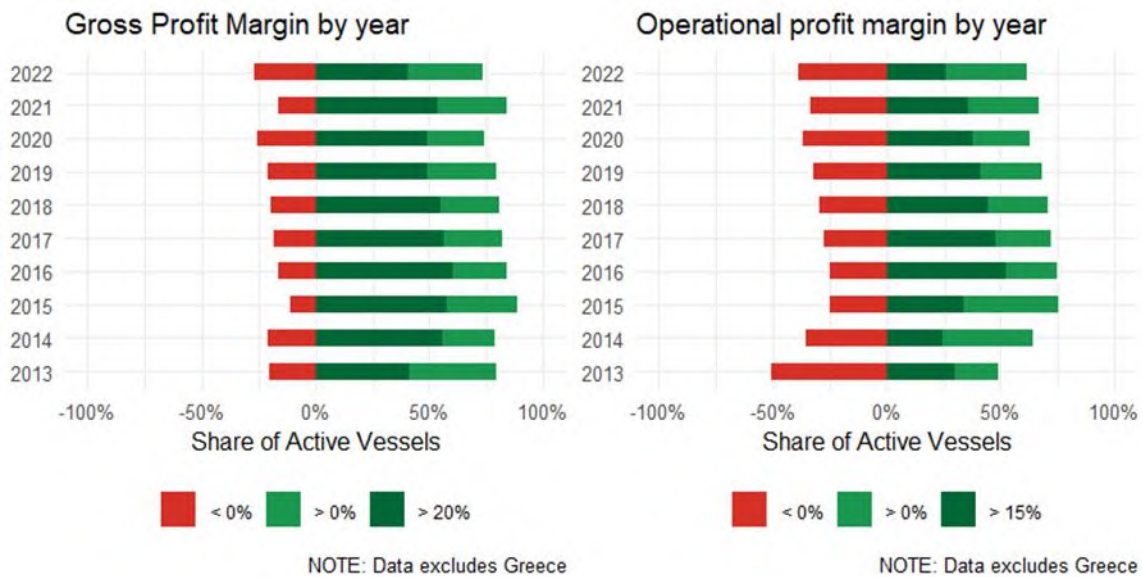 Gross Profit Margin by year
2022
2021
2020
2019
2018
2017
2016
2015
2014
2013
-100% -50% 0% 50% 100%
Share of Active Vessels
< 0% > 0% > 20%
NOTE: Data excludes Greece
Operational profit margin by year
2022
2021
2020
2019
2018
2017
2016
2015
2014
2013
-100% -50% 0% 50% 100%
Share of Active Vessels
< 0% > 0% > 15%
NOTE: Data excludes Greece